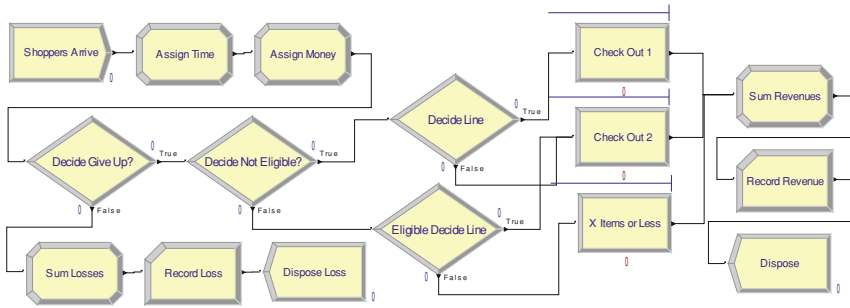 Shoppers Arrive
0
Assign Time
Assign Money
Check Out 1
0
Sum Revenues
Decide Line
0
True
0
False
Check Out 2
0
Decide Give Up?
0
True
0
False
Decide Not Eligible?
0
True
0
False
Record Revenue
Eligible Decide Line
0
True
0
False
X Items or Less
0
Sum Losses
Record Loss
Dispose Loss
0
Dispose
0